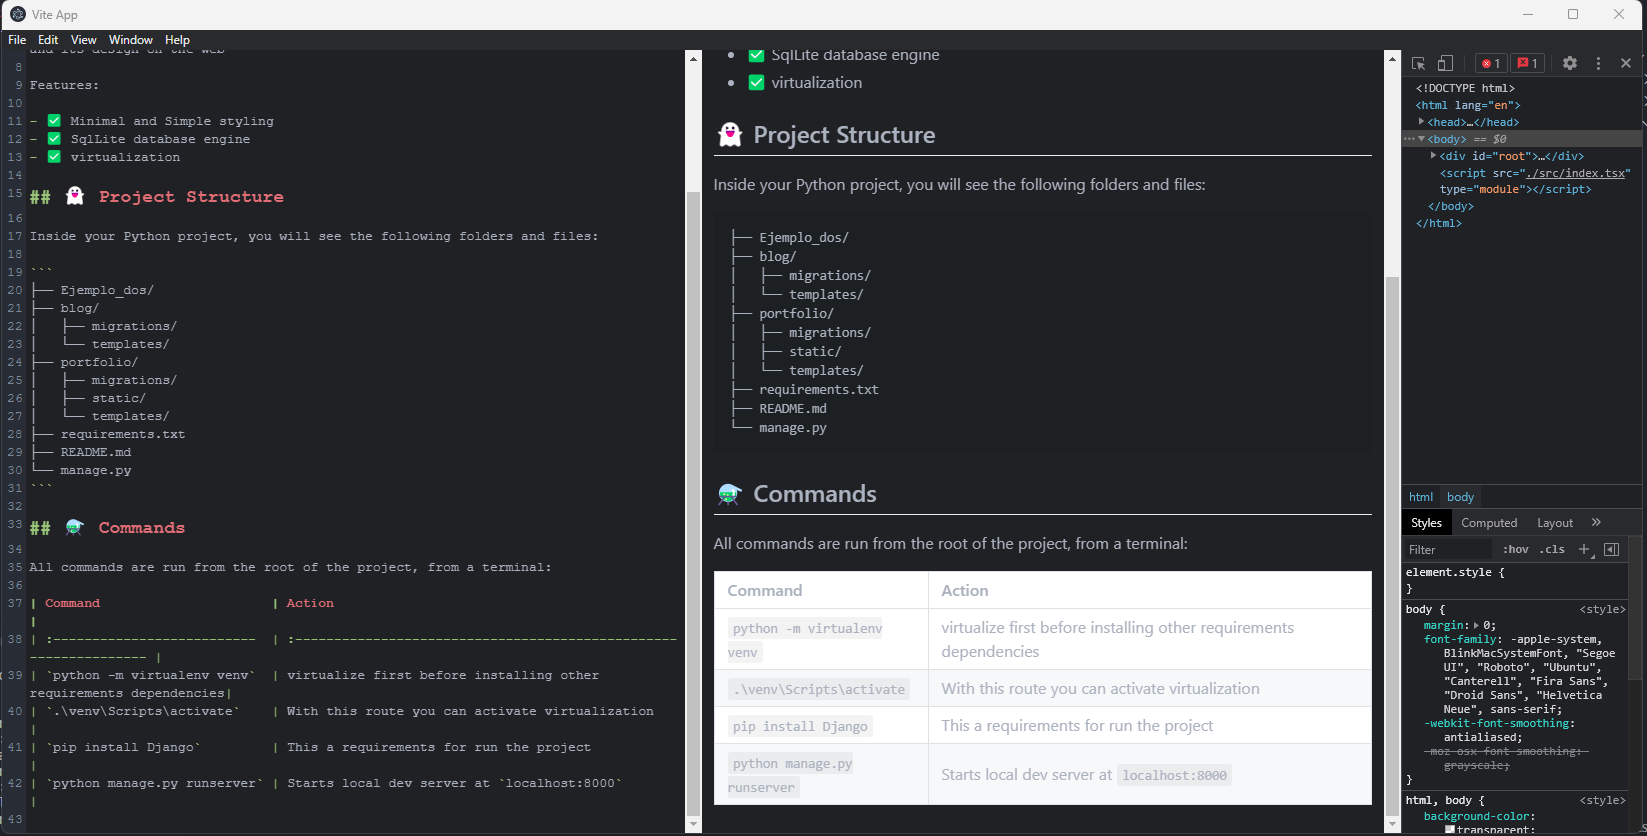 Vite App
File Edit View Window Help
and its design on the web
8
9 Features:
10
11 - ✅ Minimal and Simple styling
12 - ✅ SqlLite database engine
13 - ✅ virtualization
14
15 ## 👻 Project Structure
16
17 Inside your Python project, you will see the following folders and files:
18
19 ```
20 ├── Ejemplo_dos/
21 ├── blog/
22 │   ├── migrations/
23 │   └── templates/
24 ├── portfolio/
25 │   ├── migrations/
26 │   ├── static/
27 │   └── templates/
28 ├── requirements.txt
29 ├── README.md
30 └── manage.py
31 ```
32
33 ## Commands
34
35 All commands are run from the root of the project, from a terminal:
36
37 | Command | Action
|
38 | :-------------------------- | :-------------------------------------------------
--------------- |
39 | `python -m virtualenv venv` | virtualize first before installing other
requirements dependencies|
40 | `.\venv\Scripts\activate` | With this route you can activate virtualization
|
41 | `pip install Django` | This a requirements for run the project
|
42 | `python manage.py runserver` | Starts local dev server at `localhost:8000`
|
43
• ✅ SqlLite database engine
• ✅ virtualization
👻 Project Structure
Inside your Python project, you will see the following folders and files:
├── Ejemplo_dos/
├── blog/
│   ├── migrations/
│   └── templates/
├── portfolio/
│   ├── migrations/
│   ├── static/
│   └── templates/
├── requirements.txt
├── README.md
└── manage.py
Commands
All commands are run from the root of the project, from a terminal:
Command Action
python -m virtualenv virtualize first before installing other requirements
venv dependencies
.\venv\Scripts\activate With this route you can activate virtualization
pip install Django This a requirements for run the project
python manage.py
runserver Starts local dev server at localhost:8000
1 1
<!DOCTYPE html>
<html lang="en">
<head>…</head>
<body> == $0
<div id="root">…</div>
<script src="./src/index.tsx"
type="module"></script>
</body>
</html>
html body
Styles Computed Layout »
Filter :hov .cls +
element.style {
}
body { <style>
margin: 0;
font-family: -apple-system,
BlinkMacSystemFont, "Segoe
UI", "Roboto", "Ubuntu",
"Canterell", "Fira Sans",
"Droid Sans", "Helvetica
Neue", sans-serif;
-webkit-font-smoothing:
antialiased;
-moz-osx-font-smoothing:
grayscale;
}
html, body { <style>
background-color:
transparent;